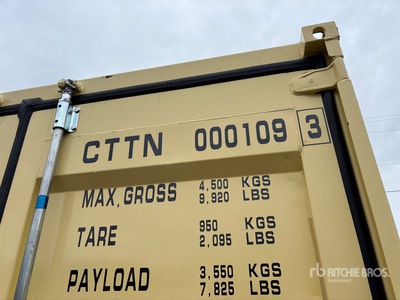 CTTN 000109 3
MAX. GROSS 4,500 KGS
9,920 LBS
TARE 950 KGS
2,095 LBS
PAYLOAD 3,550 KGS
7,825 LBS
rb RITCHIE BROS.